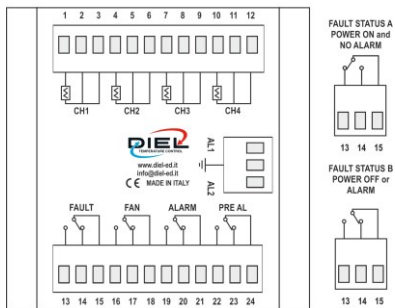 1 2 3 4 5 6 7 8 9 10 11 12
CH1 CH2 CH3 CH4
DIEL
TEMPERATURE CONTROL
www.diel-ed.it
info@diel-ed.it
CE MADE IN ITALY
AL1
AL2
FAULT FAN ALARM PRE AL
13 14 15 16 17 18 19 20 21 22 23 24
FAULT STATUS A
POWER ON and
NO ALARM
13 14 15
FAULT STATUS B
POWER OFF or
ALARM
13 14 15